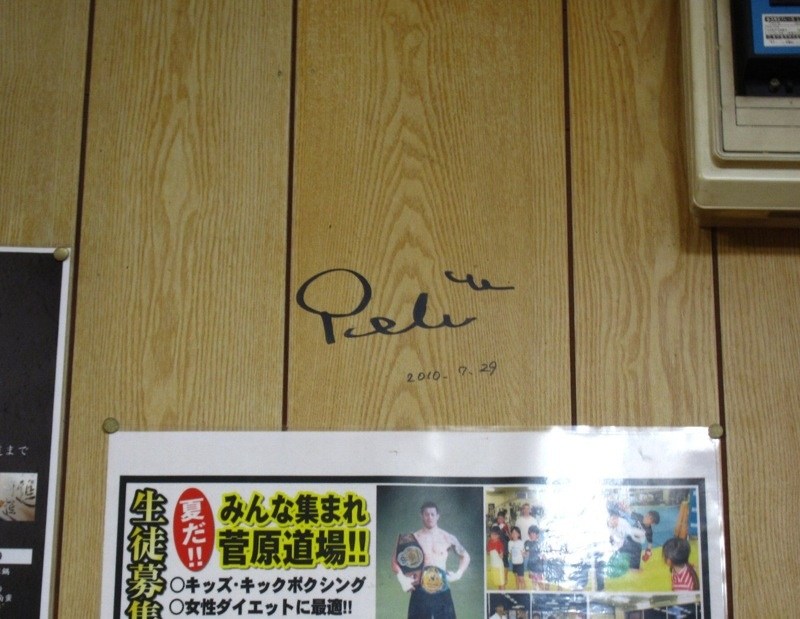 2010. 7. 29
まで
生徒募集
夏だ!!
みんな集まれ
菅原道場!!
○キッズ・キックボクシング
○女性ダイエットに最適!!